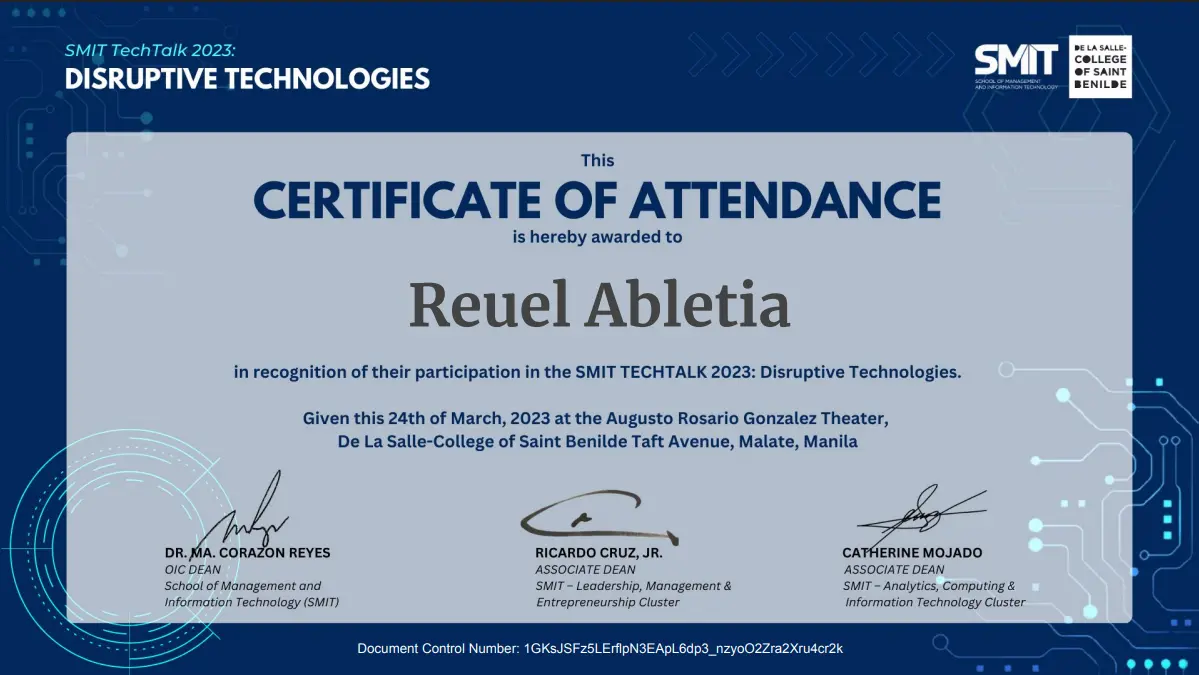 SMIT TechTalk 2023:
DISRUPTIVE TECHNOLOGIES
SMIT
SCHOOL OF MANAGEMENT
AND INFORMATION TECHNOLOGY
DE LA SALLE-
COLLEGE
OF SAINT
BENILDE
This
CERTIFICATE OF ATTENDANCE
is hereby awarded to
Reuel Abletia
in recognition of their participation in the SMIT TECHTALK 2023: Disruptive Technologies.
Given this 24th of March, 2023 at the Augusto Rosario Gonzalez Theater,
De La Salle-College of Saint Benilde Taft Avenue, Malate, Manila
DR. MA. CORAZON REYES
OIC DEAN
School of Management and
Information Technology (SMIT)
RICARDO CRUZ, JR.
ASSOCIATE DEAN
SMIT – Leadership, Management &
Entrepreneurship Cluster
CATHERINE MOJADO
ASSOCIATE DEAN
SMIT – Analytics, Computing &
Information Technology Cluster
Document Control Number: 1GKsJSFz5LErflpN3EApL6dp3_nzyoO2Zra2Xru4cr2k